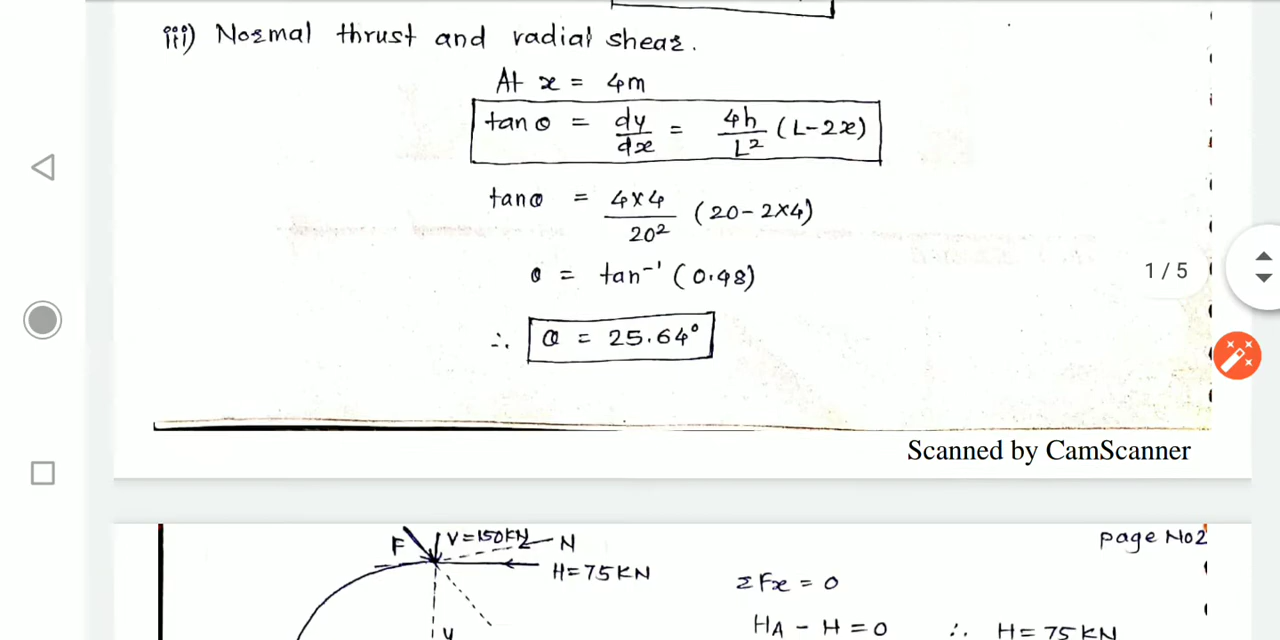 iii) Normal thrust and radial shear.
At x = 4m
tan θ = dy/dx = 4h/L² (L-2x)
tanθ = 4×4/20² (20-2×4)
θ = tan⁻¹ (0.48)
1 / 5
∴ θ = 25.64°
Scanned by CamScanner
page No2
F V=150KN N
H=75KN
ΣFx = 0
HA - H = 0 ∴ H= 75KN